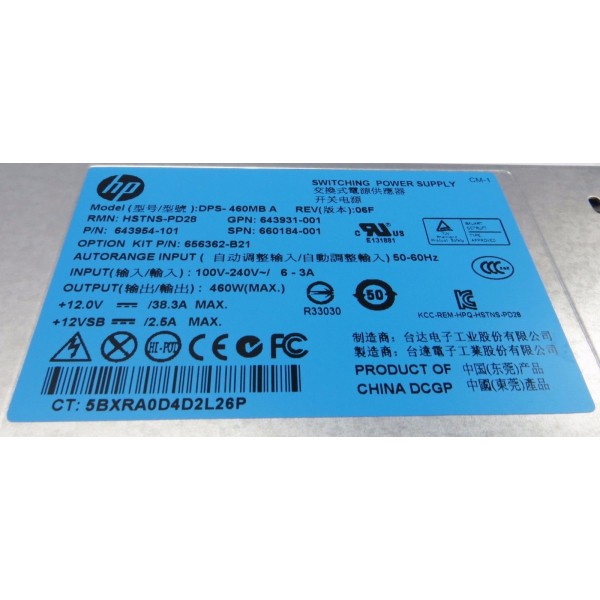 hp
SWITCHING POWER SUPPLY
CM-1
交換式電源供應器
开关电源
Model (型号/型號) : DPS- 460MB A
REV(版本) : 06F
RMN: HSTNS-PD28
GPN: 643931-001
P/N: 643954-101
SPN: 660184-001
OPTION KIT P/N: 656362-B21
AUTORANGE INPUT ( 自动调整输入/自動調整輸入 ) 50-60Hz
INPUT(输入/輸入) : 100V-240V~/ 6 - 3A
OUTPUT(输出/輸出) : 460W(MAX.)
+12.0V /38.3A MAX.
+12VSB /2.5A MAX.
c RU US
E131881
R33030
50
CCC
KCC-REM-HPQ-HSTNS-PD28
HI-POT
CE FC
制造商: 台达电子工业股份有限公司
製造商: 台達電子工業股份有限公司
PRODUCT OF 中国(东莞)产品
CHINA DCGP 中國(東莞)產品
CT: 5BXRA0D4D2L26P